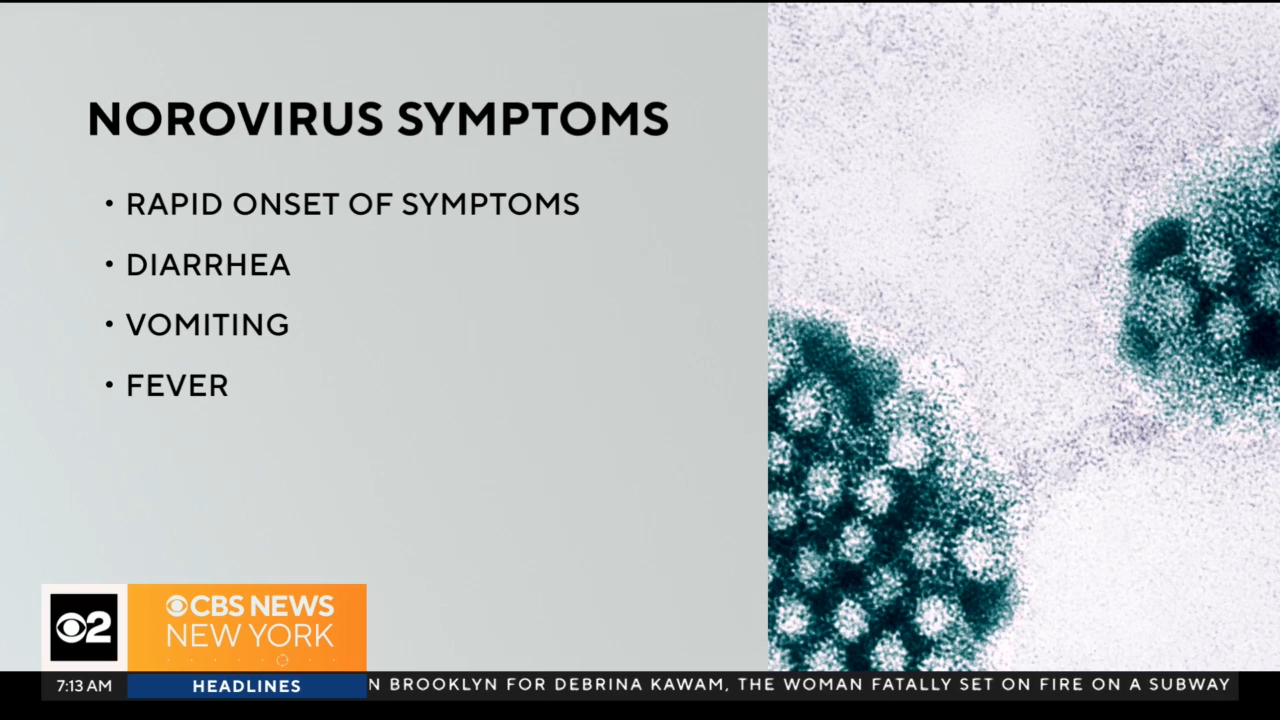 NOROVIRUS SYMPTOMS
• RAPID ONSET OF SYMPTOMS
• DIARRHEA
• VOMITING
• FEVER
2
CBS NEWS
NEW YORK
7:13 AM
HEADLINES
N BROOKLYN FOR DEBRINA KAWAM, THE WOMAN FATALLY SET ON FIRE ON A SUBWAY